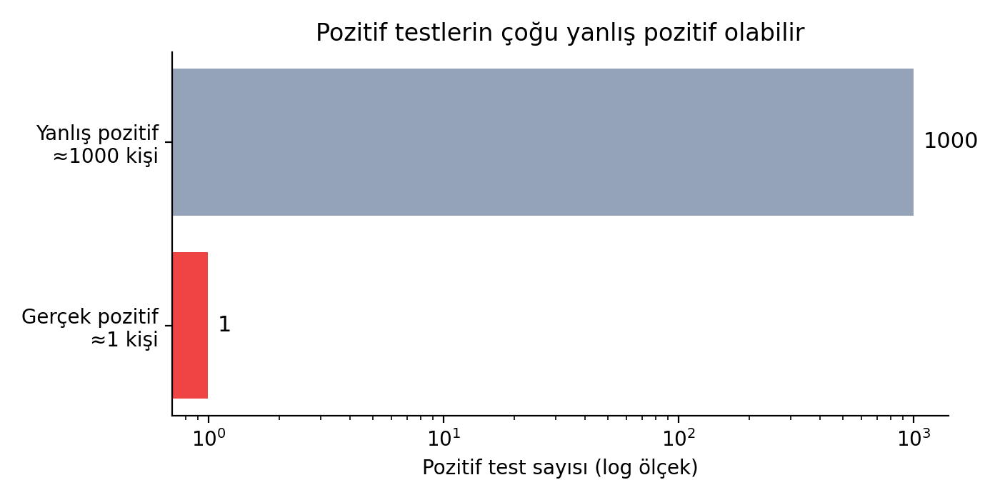 Pozitif testlerin çoğu yanlış pozitif olabilir
Yanlış pozitif
≈1000 kişi
1000
Gerçek pozitif
≈1 kişi
1
10⁰ 10¹ 10² 10³
Pozitif test sayısı (log ölçek)